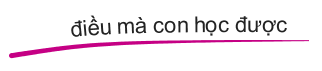 điều mà con học được